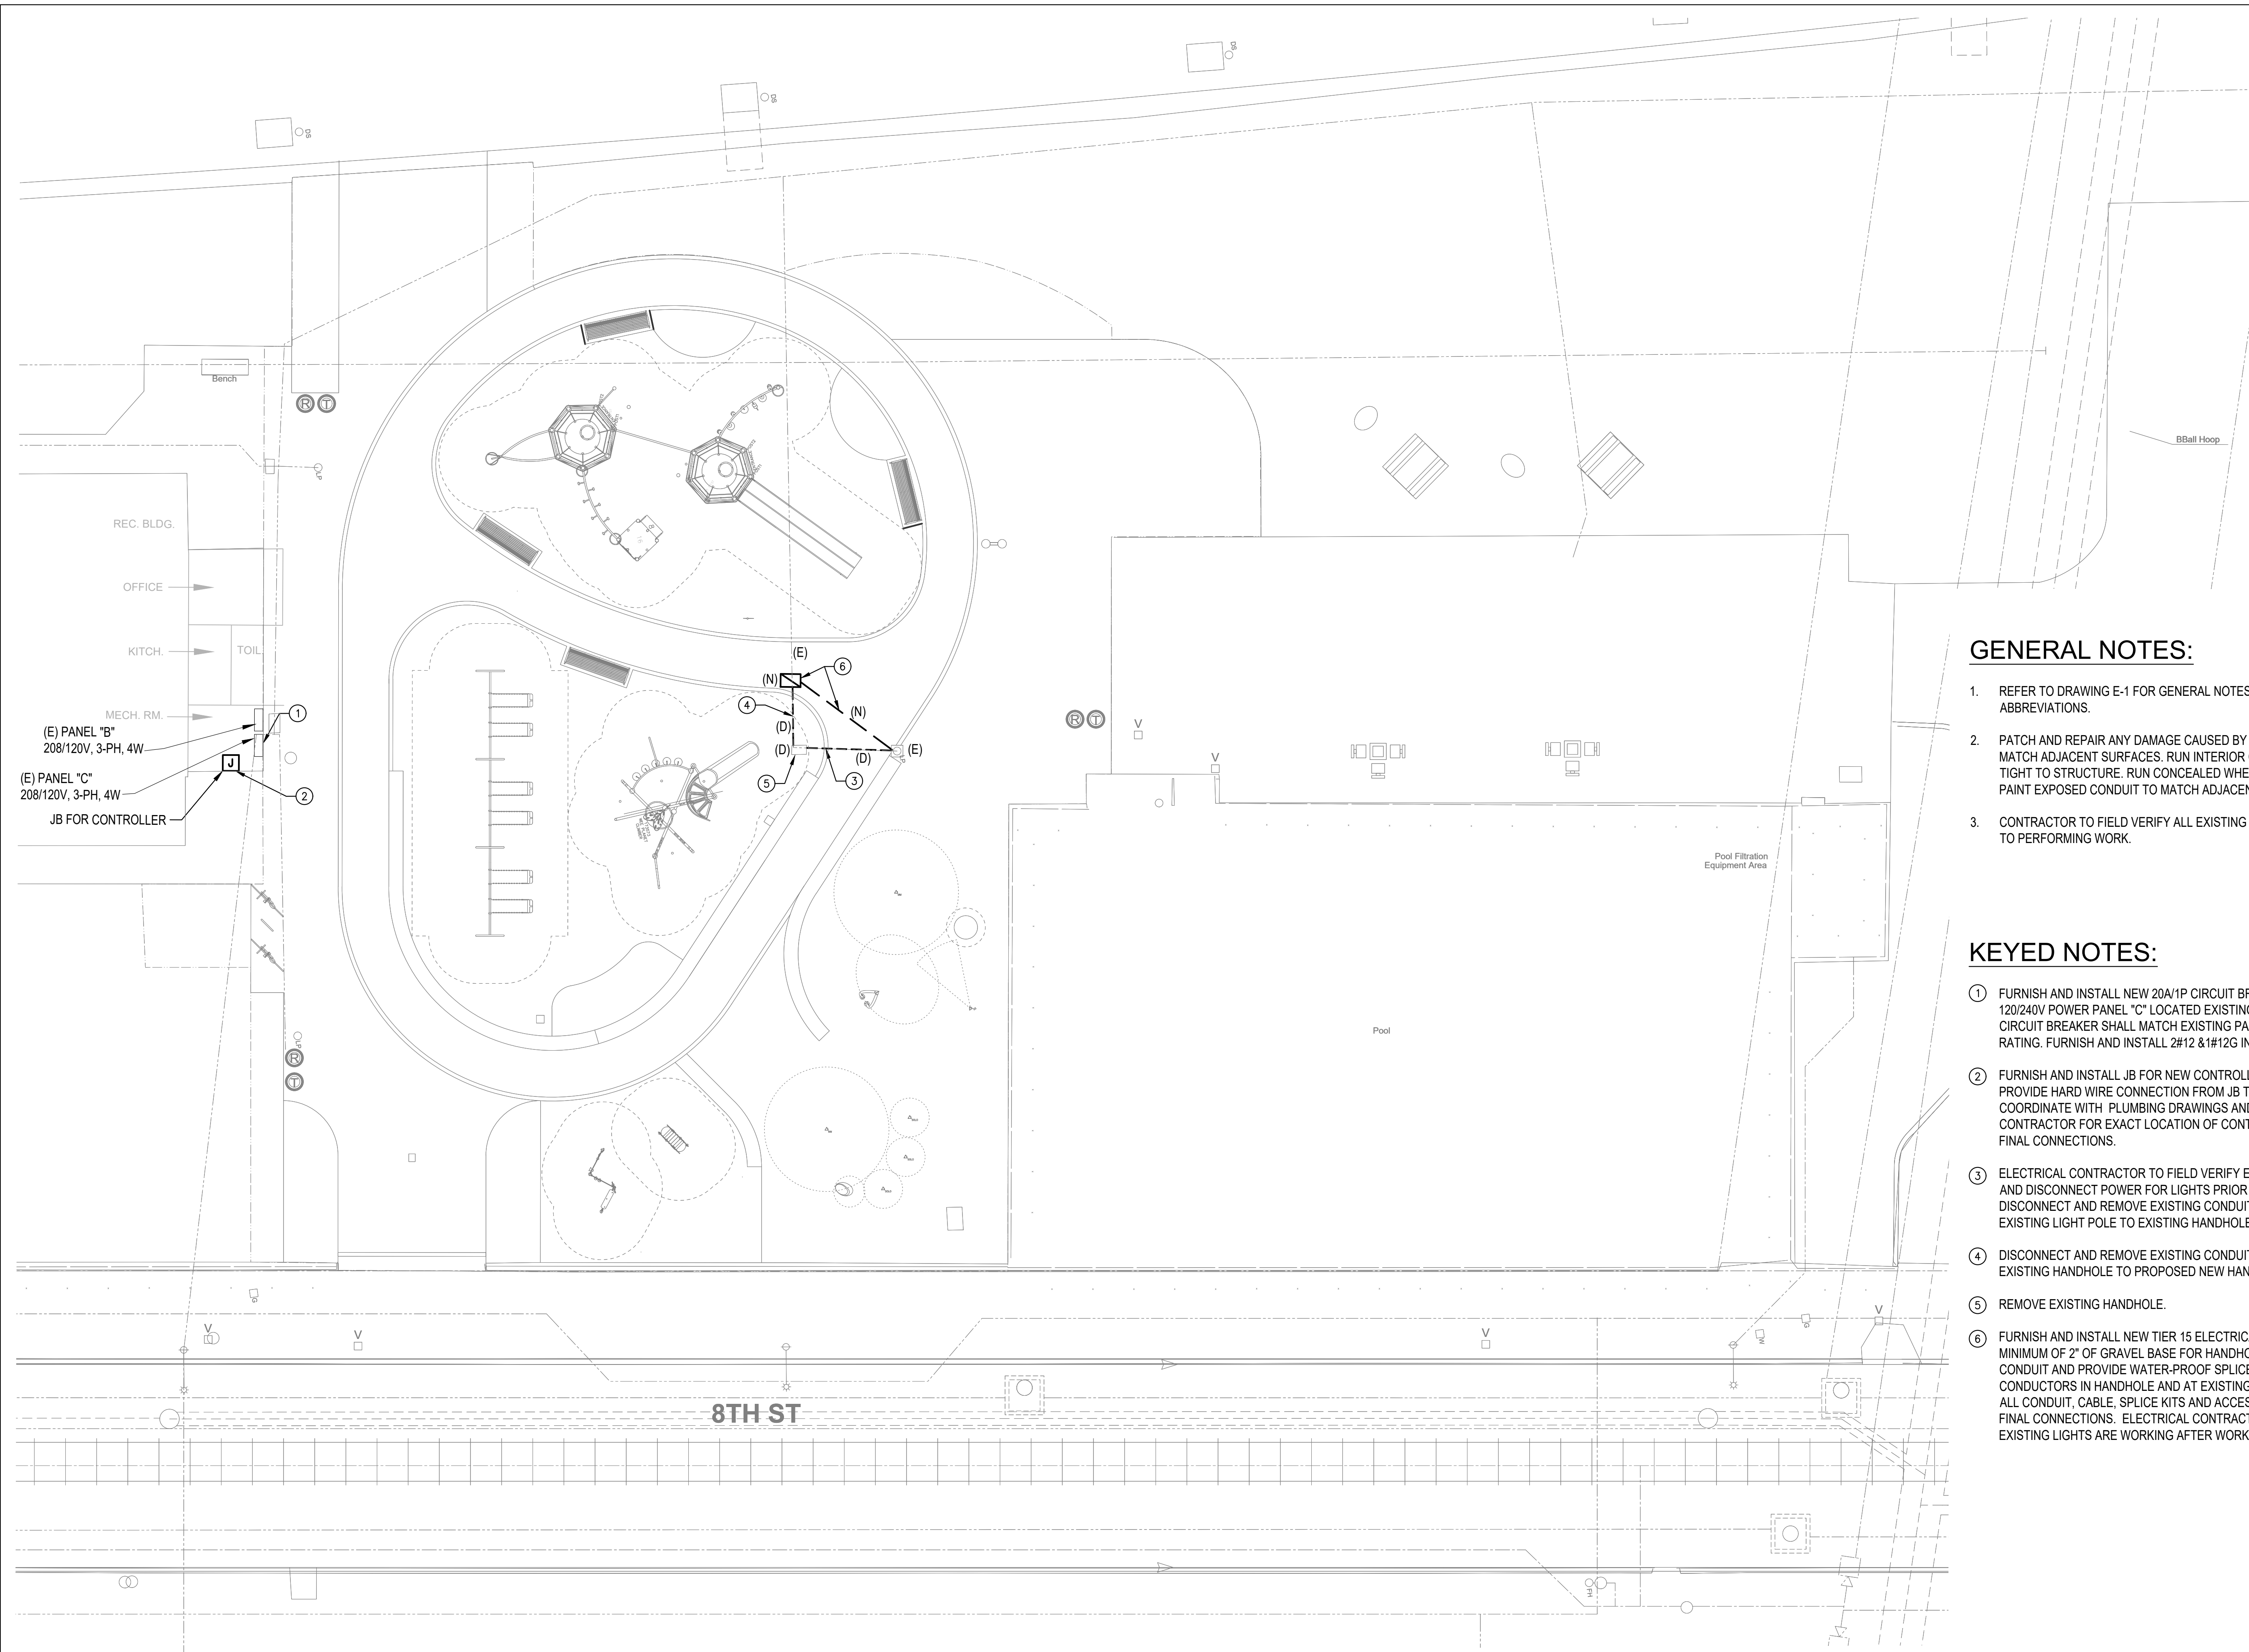 DS
DS
DS
Bench
R T
LP
BBall Hoop
REC. BLDG.
OFFICE
KITCH.
TOIL
MECH. RM.
(E) PANEL "B"
208/120V, 3-PH, 4W
(E) PANEL "C"
208/120V, 3-PH, 4W
JB FOR CONTROLLER
J
1
2
(E)
6
(N)
4
(N)
(D)
(D)
(D)
(E)
LP
5
3
R T
V
V
Pool Filtration
Equipment Area
Pool
LP
R
T
G
V
V
V
V
G
W
8TH ST
FH
GENERAL NOTES:
1. REFER TO DRAWING E-1 FOR GENERAL NOTES
ABBREVIATIONS.
2. PATCH AND REPAIR ANY DAMAGE CAUSED BY
MATCH ADJACENT SURFACES. RUN INTERIOR
TIGHT TO STRUCTURE. RUN CONCEALED WHE
PAINT EXPOSED CONDUIT TO MATCH ADJACEN
3. CONTRACTOR TO FIELD VERIFY ALL EXISTING
TO PERFORMING WORK.
KEYED NOTES:
1 FURNISH AND INSTALL NEW 20A/1P CIRCUIT BR
120/240V POWER PANEL "C" LOCATED EXISTING
CIRCUIT BREAKER SHALL MATCH EXISTING PA
RATING. FURNISH AND INSTALL 2#12 &1#12G IN
2 FURNISH AND INSTALL JB FOR NEW CONTROLL
PROVIDE HARD WIRE CONNECTION FROM JB T
COORDINATE WITH PLUMBING DRAWINGS AND
CONTRACTOR FOR EXACT LOCATION OF CONT
FINAL CONNECTIONS.
3 ELECTRICAL CONTRACTOR TO FIELD VERIFY E
AND DISCONNECT POWER FOR LIGHTS PRIOR
DISCONNECT AND REMOVE EXISTING CONDUIT
EXISTING LIGHT POLE TO EXISTING HANDHOLE
4 DISCONNECT AND REMOVE EXISTING CONDUIT
EXISTING HANDHOLE TO PROPOSED NEW HAN
5 REMOVE EXISTING HANDHOLE.
6 FURNISH AND INSTALL NEW TIER 15 ELECTRICA
MINIMUM OF 2" OF GRAVEL BASE FOR HANDHO
CONDUIT AND PROVIDE WATER-PROOF SPLICE
CONDUCTORS IN HANDHOLE AND AT EXISTING
ALL CONDUIT, CABLE, SPLICE KITS AND ACCES
FINAL CONNECTIONS. ELECTRICAL CONTRACT
EXISTING LIGHTS ARE WORKING AFTER WORK